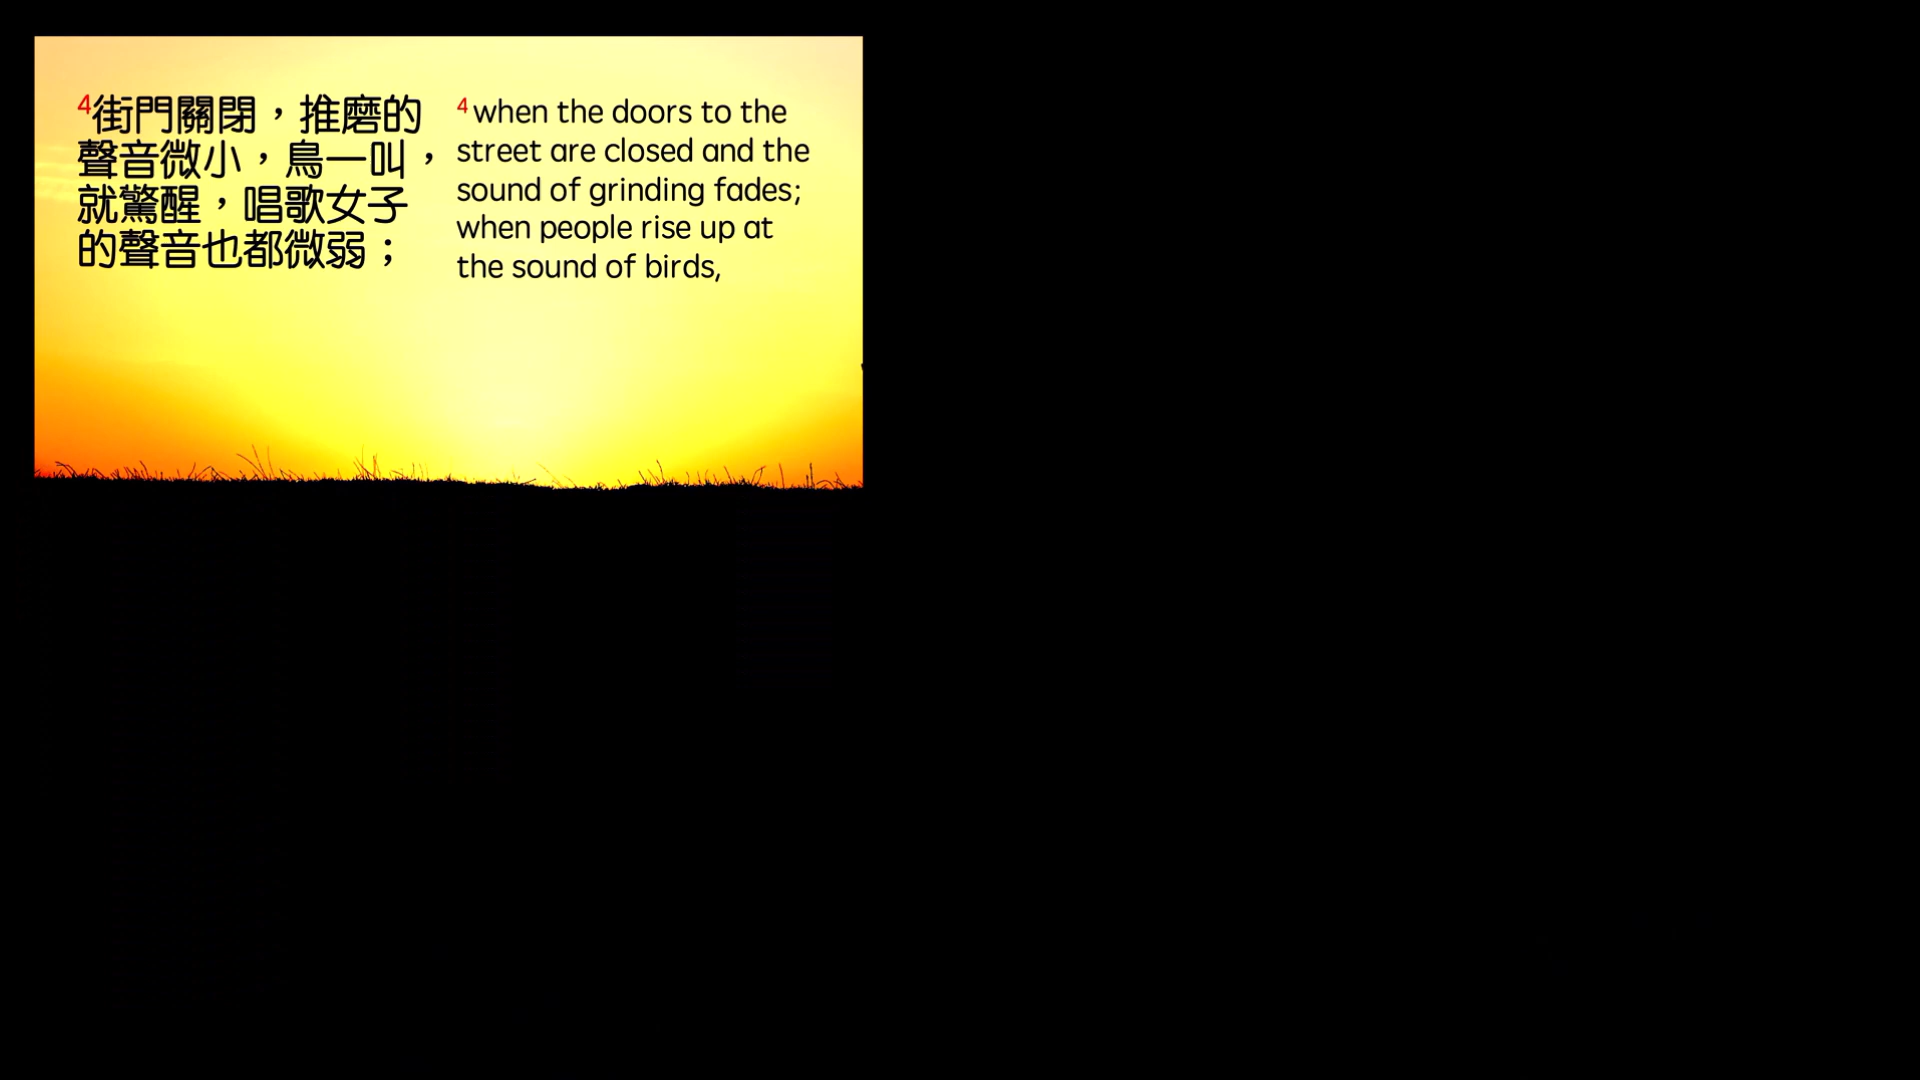 4街門關閉，推磨的
聲音微小，鳥一叫，
就驚醒，唱歌女子
的聲音也都微弱；
4 when the doors to the
street are closed and the
sound of grinding fades;
when people rise up at
the sound of birds,